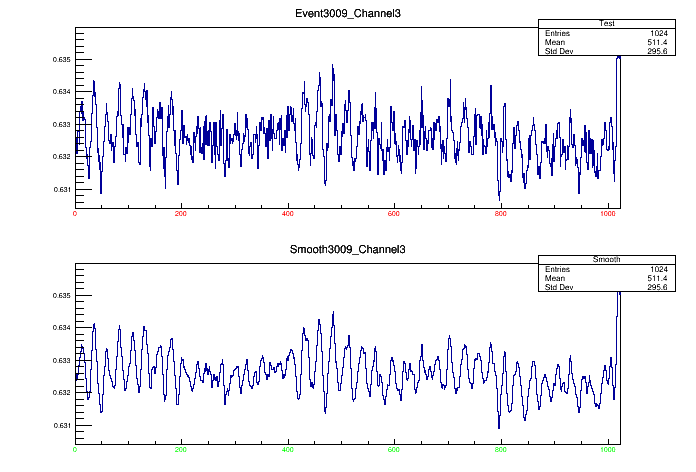 Event3009_Channel3
Test
Entries 1024
Mean 511.4
Std Dev 295.6
0.635
0.634
0.633
0.632
0.631
0 200 400 600 800 1000
Smooth3009_Channel3
Smooth
Entries 1024
Mean 511.4
Std Dev 295.6
0.635
0.634
0.633
0.632
0.631
0 200 400 600 800 1000